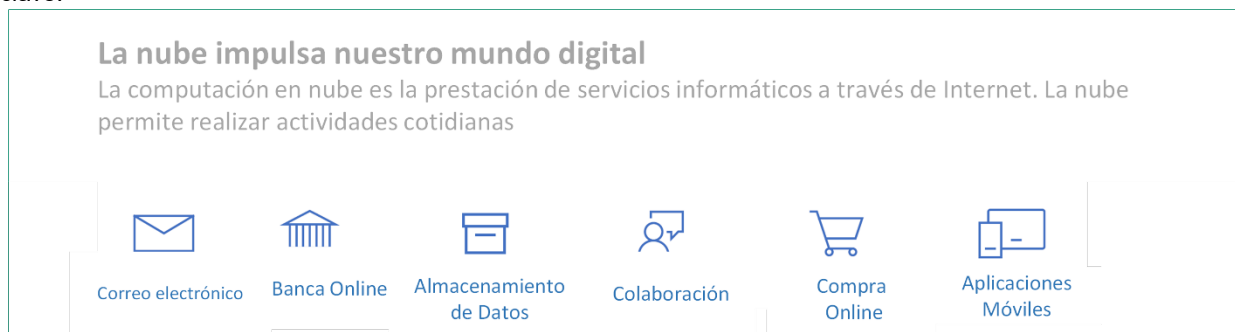 La nube impulsa nuestro mundo digital
La computación en nube es la prestación de servicios informáticos a través de Internet. La nube
permite realizar actividades cotidianas
Correo electrónico
Banca Online
Almacenamiento
de Datos
Colaboración
Compra
Online
Aplicaciones
Móviles